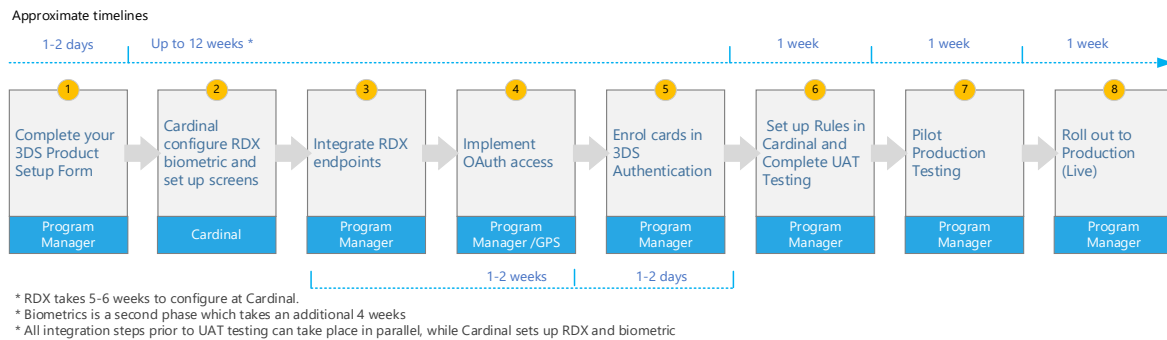 Approximate timelines
1-2 days
Up to 12 weeks *
1 week
1 week
1 week
1
2
3
4
5
6
7
8
Complete your
3DS Product
Setup Form
Cardinal
configure RDX
biometric and
set up screens
Integrate RDX
endpoints
Implement
OAuth access
Enrol cards in
3DS
Authentication
Set up Rules in
Cardinal and
Complete UAT
Testing
Pilot
Production
Testing
Roll out to
Production
(Live)
Program
Manager
Cardinal
Program
Manager
Program
Manager /GPS
Program
Manager
Program
Manager
Program
Manager
Program
Manager
1-2 weeks
1-2 days
* RDX takes 5-6 weeks to configure at Cardinal.
* Biometrics is a second phase which takes an additional 4 weeks
* All integration steps prior to UAT testing can take place in parallel, while Cardinal sets up RDX and biometric